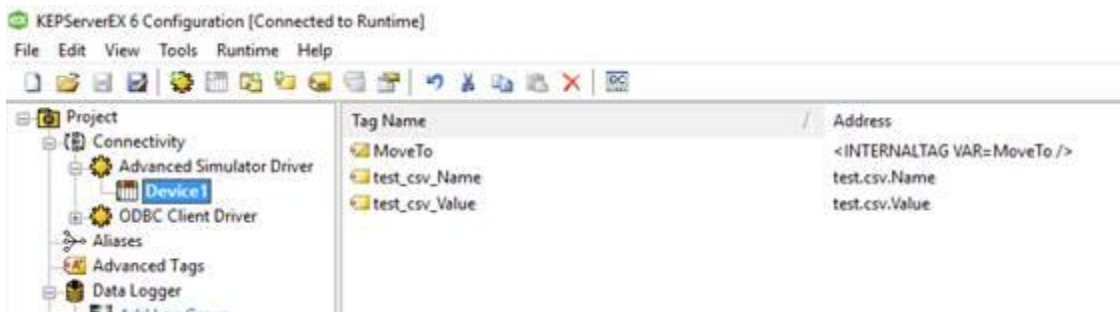 KEPServerEX 6 Configuration [Connected to Runtime]
File Edit View Tools Runtime Help
Project
Connectivity
Advanced Simulator Driver
Device1
ODBC Client Driver
Aliases
Advanced Tags
Data Logger
Tag Name / Address
MoveTo <INTERNALTAG VAR=MoveTo />
test_csv_Name test.csv.Name
test_csv_Value test.csv.Value